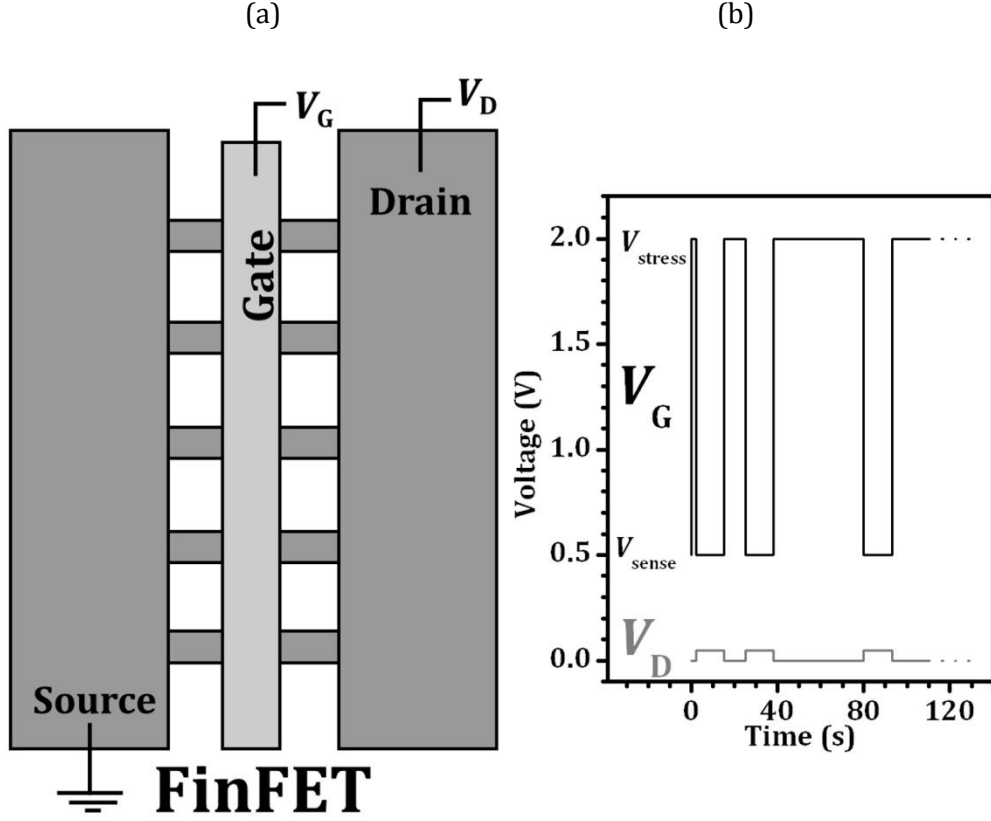 (a)
V_G
V_D
Drain
Gate
Source
FinFET
(b)
Voltage (V)
2.0
1.5
1.0
0.5
0.0
V_stress
V_G
V_sense
V_D
0 40 80 120
Time (s)